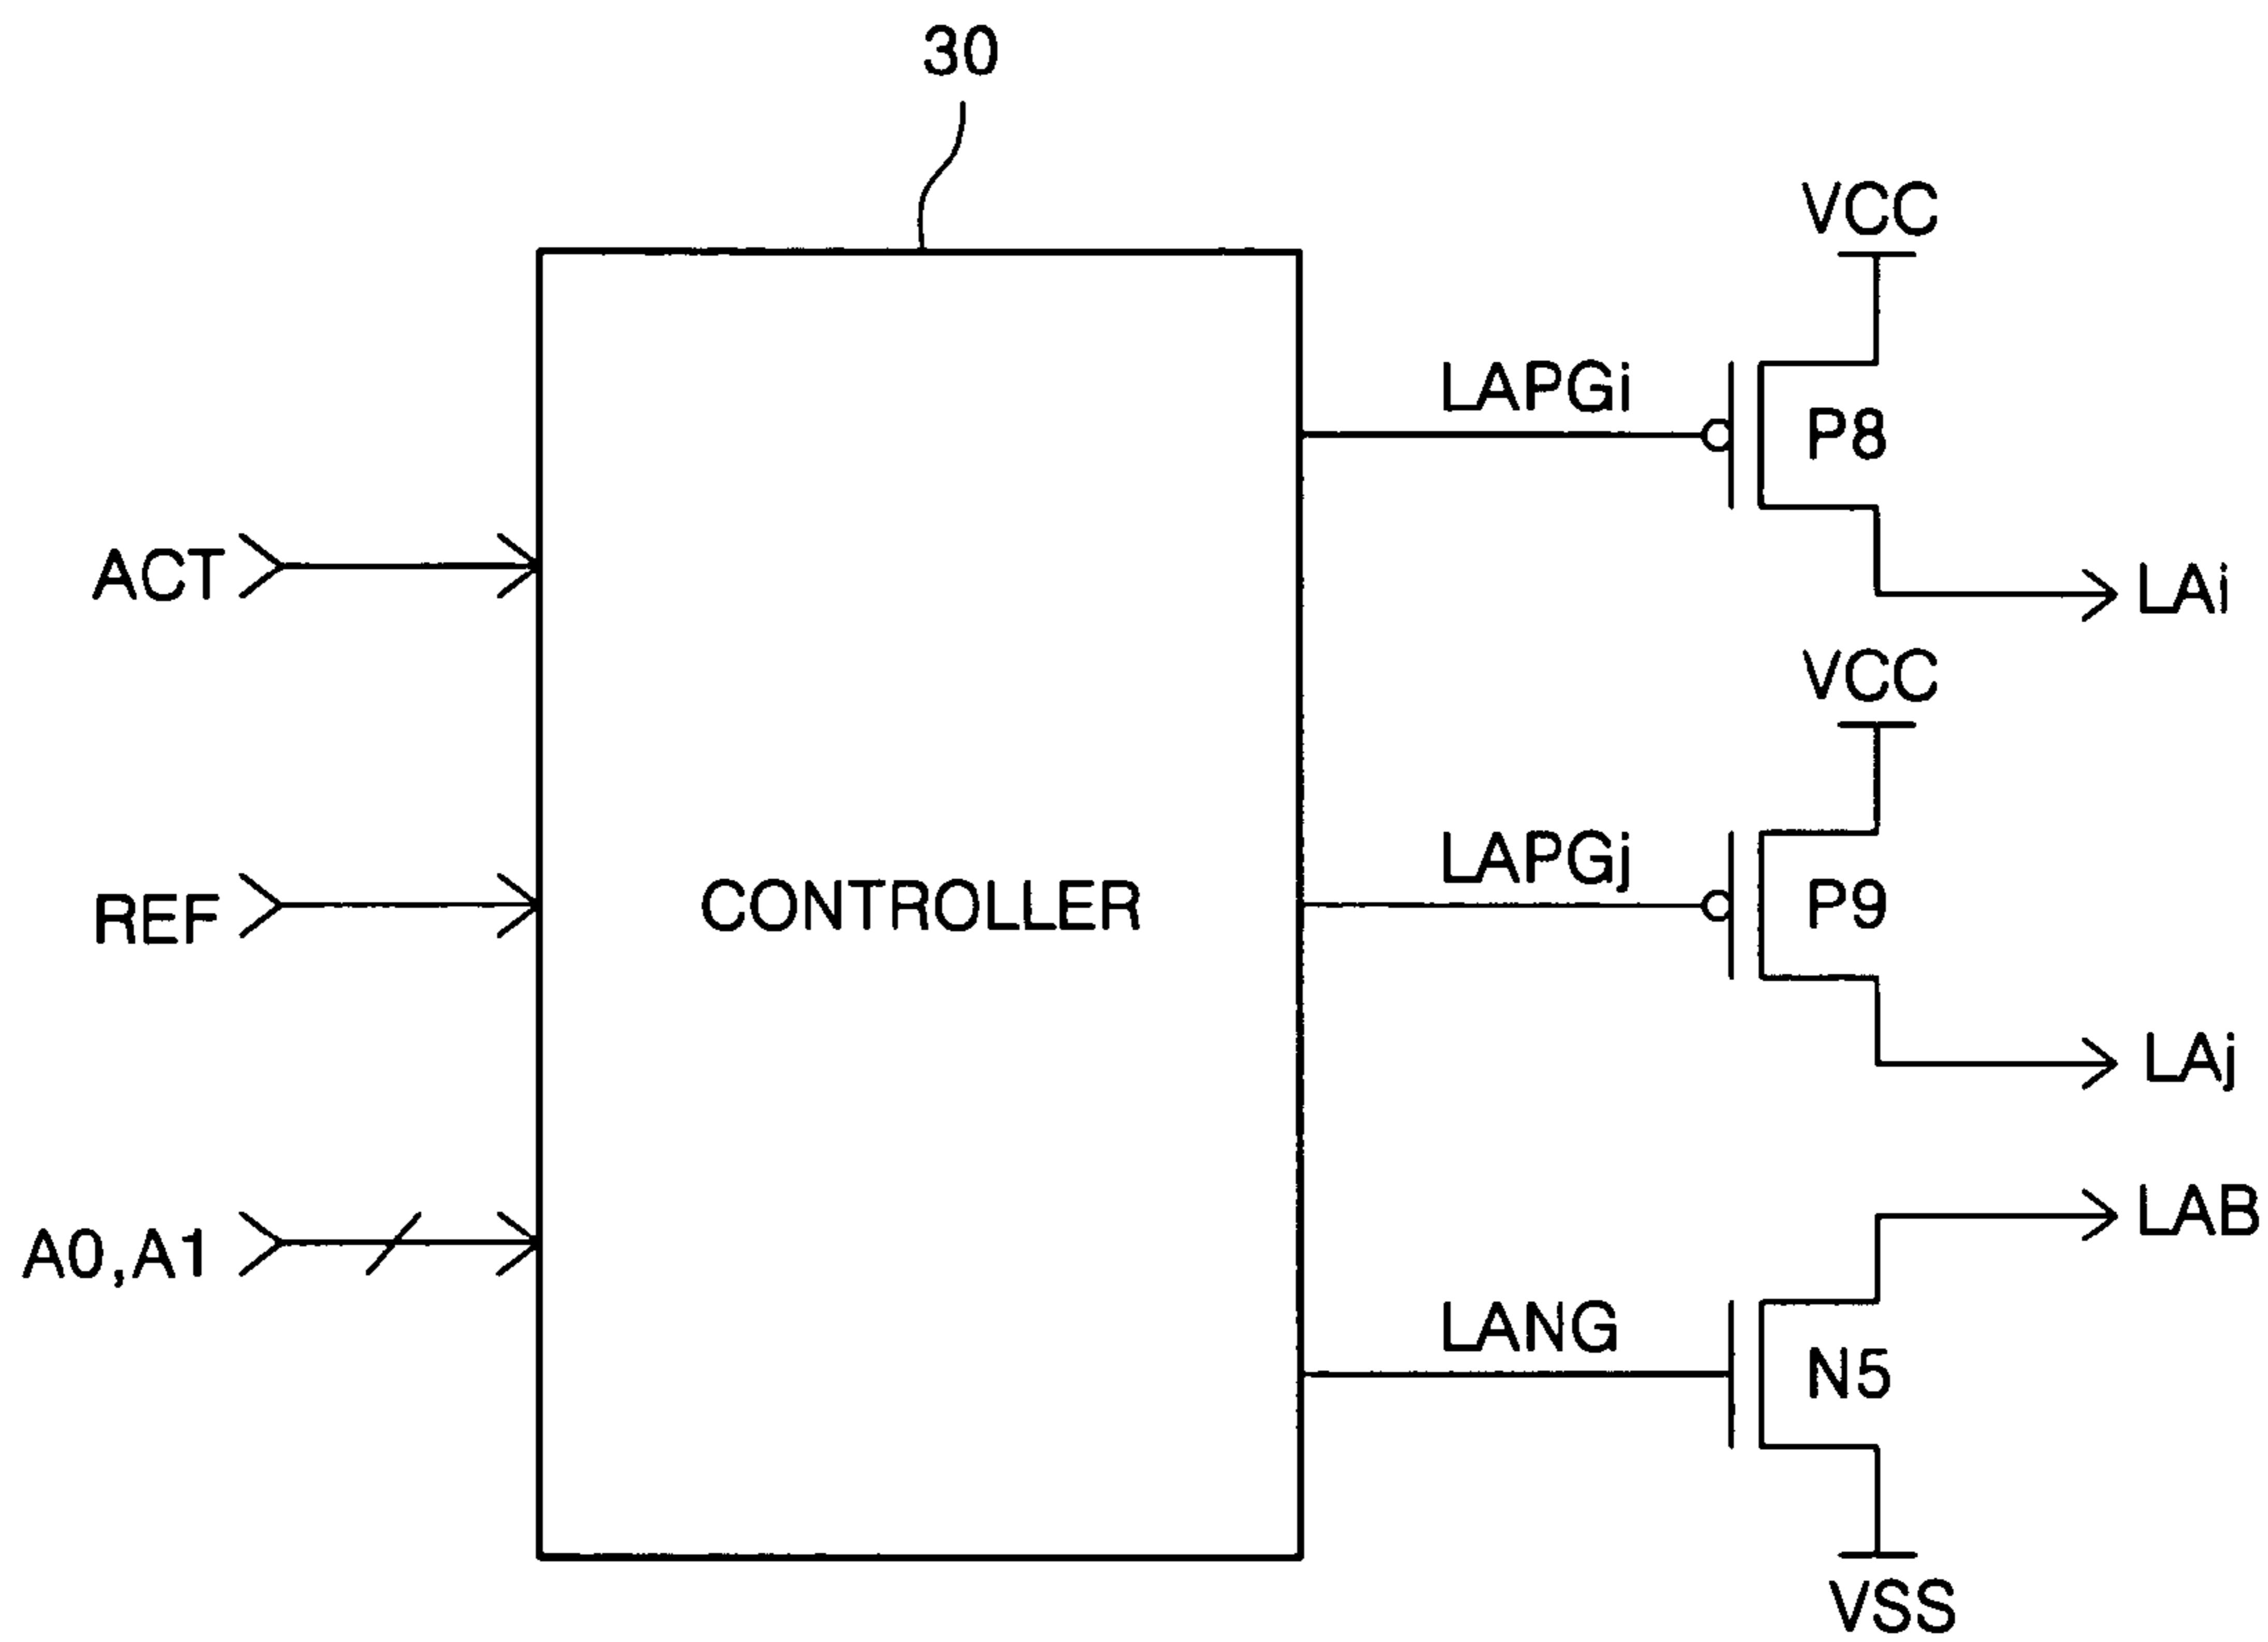 30
VCC
LAPGi
P8
ACT
LAi
VCC
LAPGj
P9
REF
CONTROLLER
LAj
LAB
A0,A1
LANG
N5
VSS